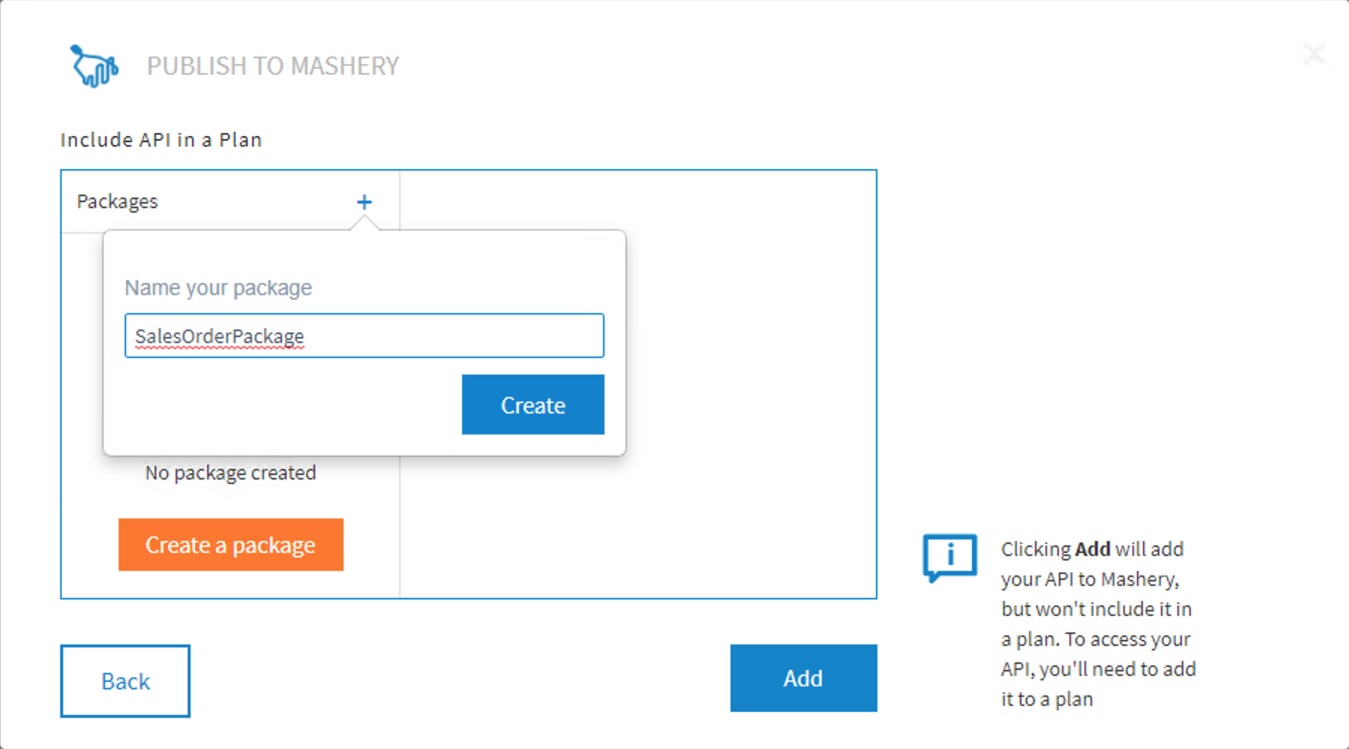 PUBLISH TO MASHERY
Include API in a Plan
Packages
Name your package
SalesOrderPackage
Create
No package created
Create a package
Clicking Add will add
your API to Mashery,
but won't include it in
a plan. To access your
API, you'll need to add
it to a plan
Back
Add